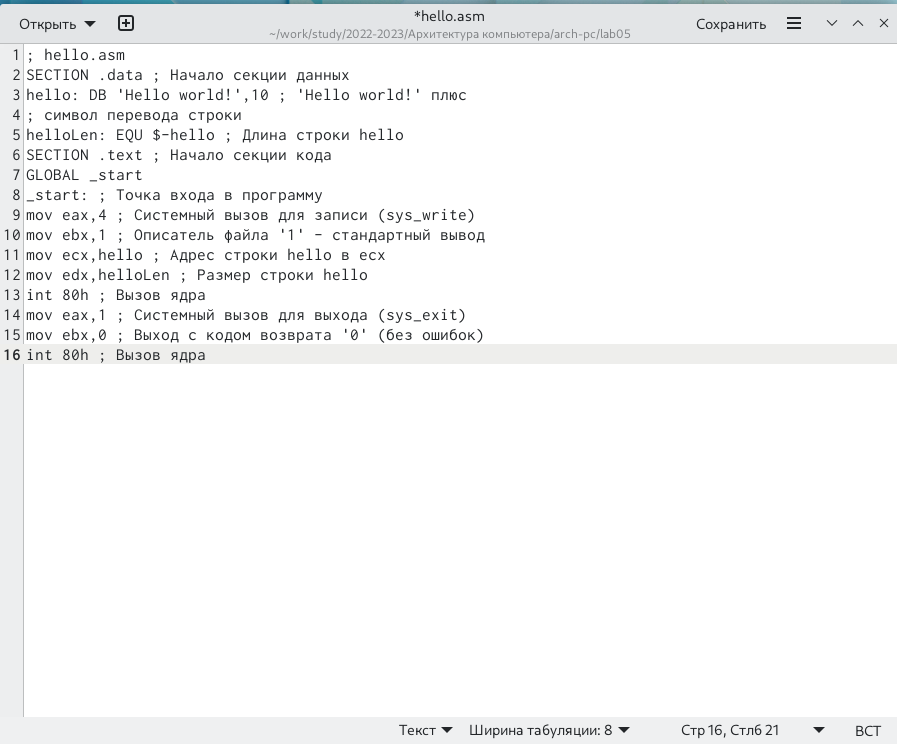 Открыть
*hello.asm
~/work/study/2022-2023/Архитектура компьютера/arch-pc/lab05
Сохранить
1 ; hello.asm
2 SECTION .data ; Начало секции данных
3 hello: DB 'Hello world!',10 ; 'Hello world!' плюс
4 ; символ перевода строки
5 helloLen: EQU $-hello ; Длина строки hello
6 SECTION .text ; Начало секции кода
7 GLOBAL _start
8 _start: ; Точка входа в программу
9 mov eax,4 ; Системный вызов для записи (sys_write)
10 mov ebx,1 ; Описатель файла '1' - стандартный вывод
11 mov ecx,hello ; Адрес строки hello в ecx
12 mov edx,helloLen ; Размер строки hello
13 int 80h ; Вызов ядра
14 mov eax,1 ; Системный вызов для выхода (sys_exit)
15 mov ebx,0 ; Выход с кодом возврата '0' (без ошибок)
16 int 80h ; Вызов ядра
Текст Ширина табуляции: 8 Стр 16, Стлб 21 ВСТ